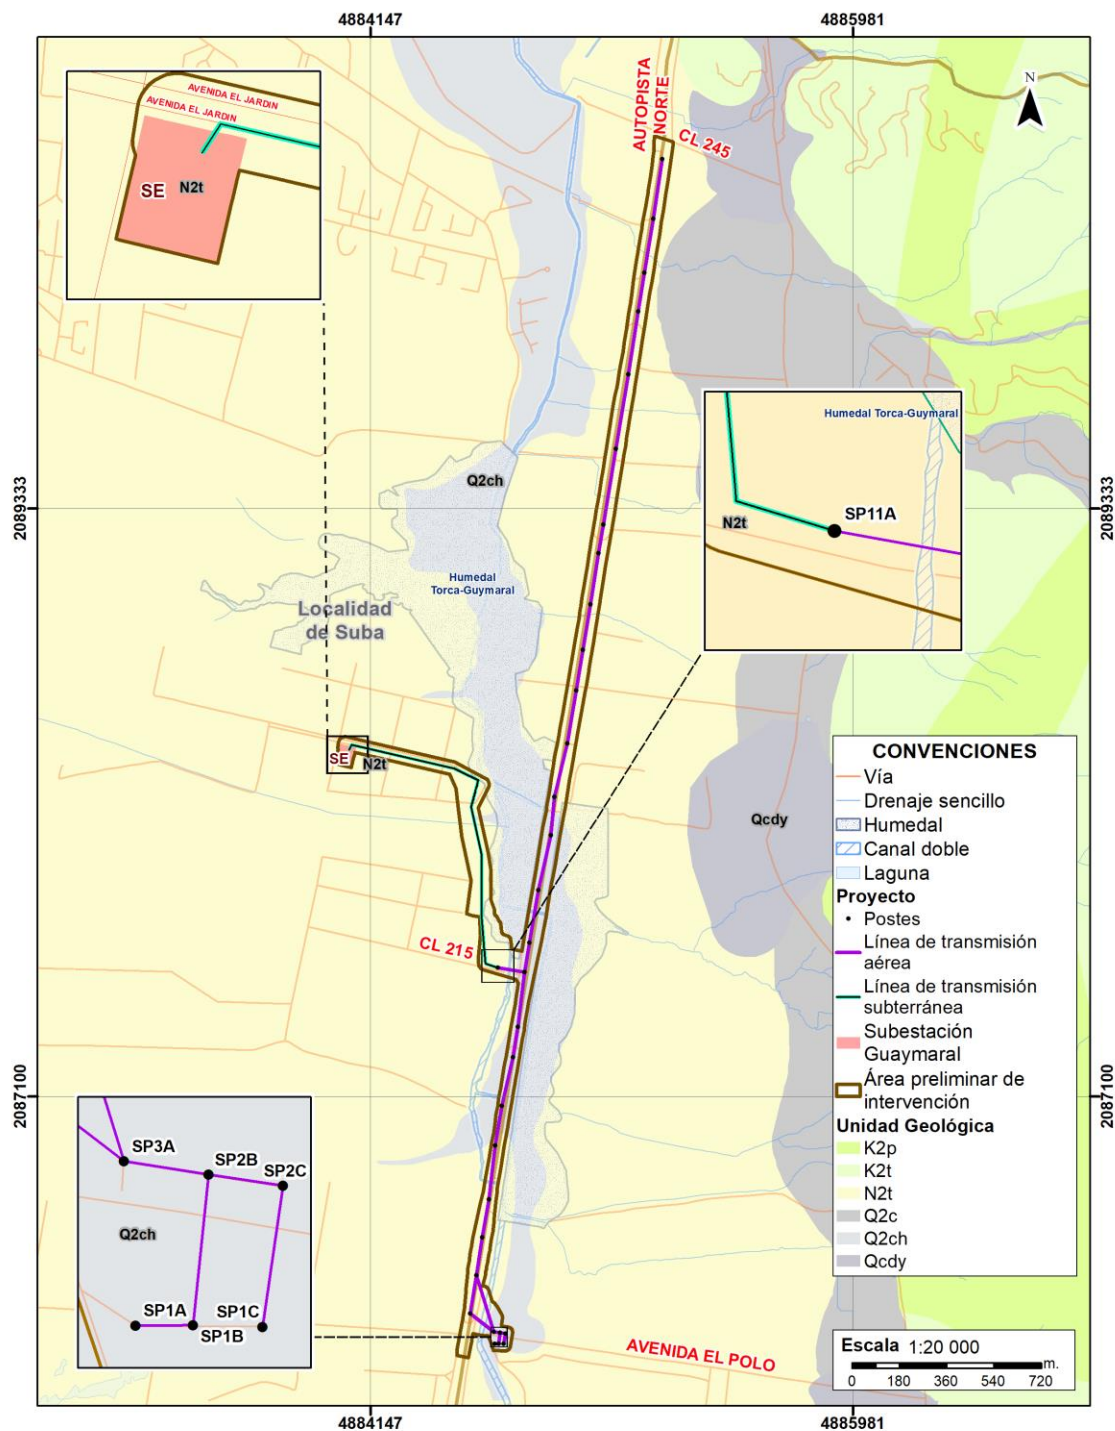 4884147
4885981
AVENIDA EL JARDIN
AVENIDA EL JARDIN
SE
N2t
AUTOPISTA
NORTE
CL 245
N
2089333
2089333
Q2ch
Humedal
Torca-Guymaral
Localidad
de Suba
Humedal Torca-Guymaral
SP11A
N2t
SE
N2t
Qcdy
CL 215
CONVENCIONES
Vía
Drenaje sencillo
Humedal
Canal doble
Laguna
Proyecto
Postes
Línea de transmisión
aérea
Línea de transmisión
subterránea
Subestación
Guaymaral
Área preliminar de
intervención
Unidad Geológica
K2p
K2t
N2t
Q2c
Q2ch
Qcdy
2087100
2087100
SP3A
SP2B
SP2C
Q2ch
SP1A
SP1C
SP1B
AVENIDA EL POLO
Escala 1:20 000
m.
0 180 360 540 720
4884147
4885981